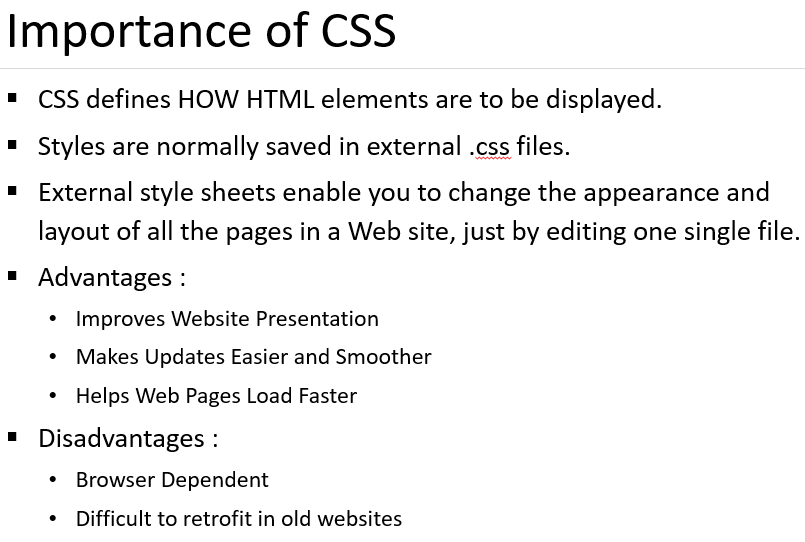 Importance of CSS
▪ CSS defines HOW HTML elements are to be displayed.
▪ Styles are normally saved in external .css files.
▪ External style sheets enable you to change the appearance and
layout of all the pages in a Web site, just by editing one single file.
▪ Advantages :
• Improves Website Presentation
• Makes Updates Easier and Smoother
• Helps Web Pages Load Faster
▪ Disadvantages :
• Browser Dependent
• Difficult to retrofit in old websites